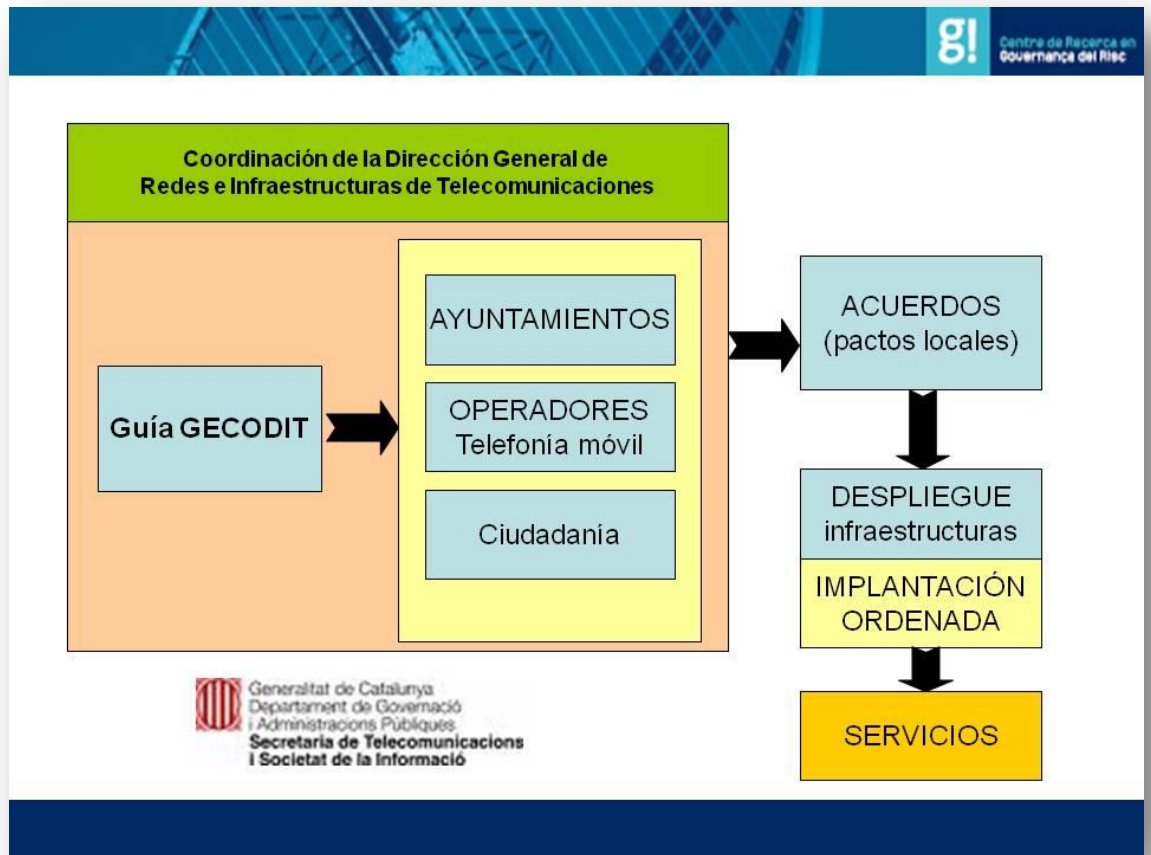 g!
Centre de Recerca en
Governança del Risc
Coordinación de la Dirección General de
Redes e Infraestructuras de Telecomunicaciones
Guía GECODIT
AYUNTAMIENTOS
OPERADORES
Telefonía móvil
Ciudadanía
ACUERDOS
(pactos locales)
DESPLIEGUE
infraestructuras
IMPLANTACIÓN
ORDENADA
SERVICIOS
Generalitat de Catalunya
Departament de Governació
i Administracions Públiques
Secretaria de Telecomunicacions
i Societat de la Informació